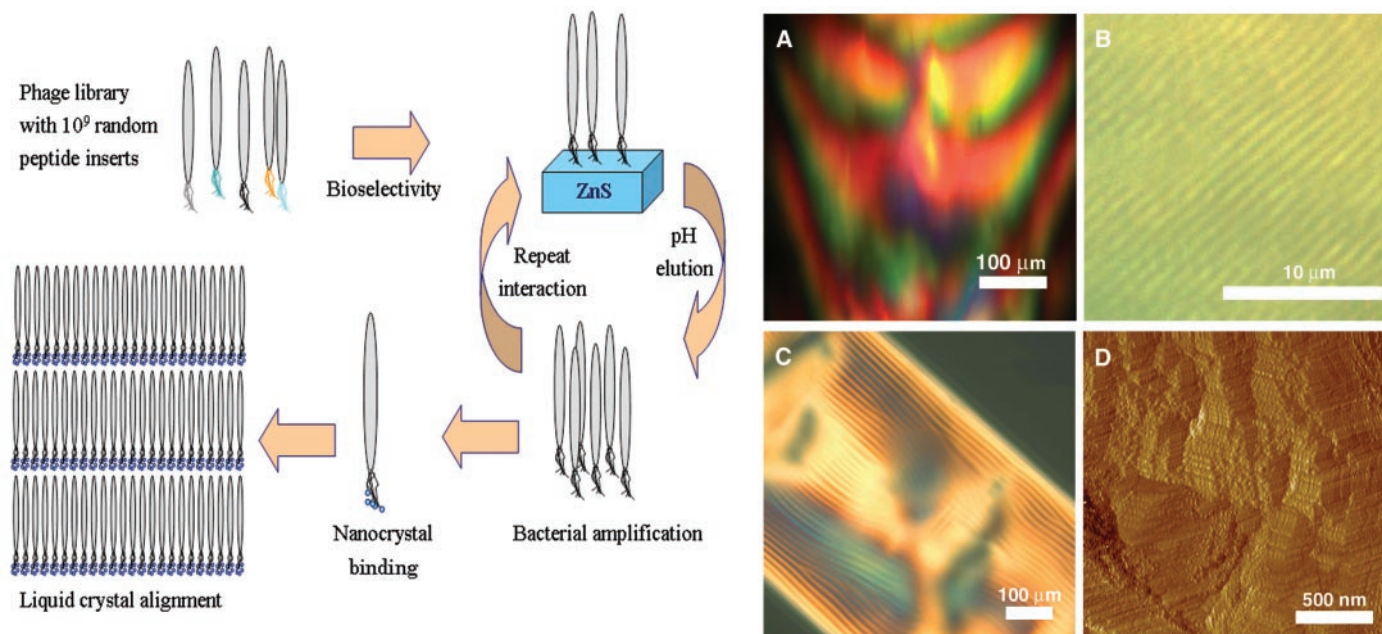 Phage library
with 10⁹ random
peptide inserts
Bioselectivity
ZnS
Repeat
interaction
pH
elution
Nanocrystal
binding
Bacterial amplification
Liquid crystal alignment
A
100 μm
B
10 μm
C
100 μm
D
500 nm